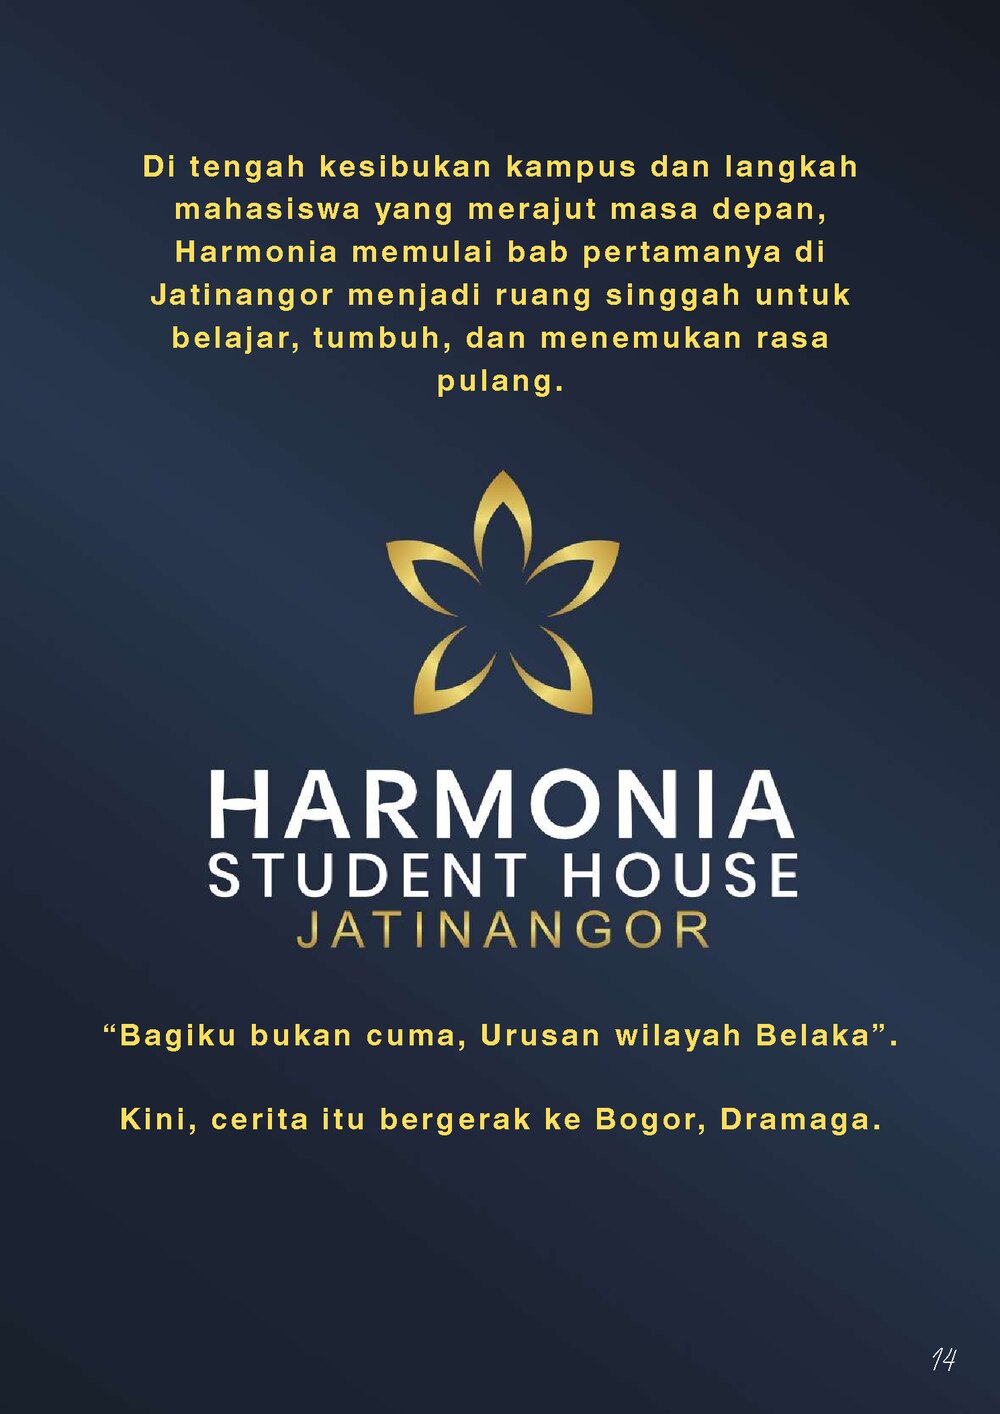 Di tengah kesibukan kampus dan langkah
mahasiswa yang merajut masa depan,
Harmonia memulai bab pertamanya di
Jatinangor menjadi ruang singgah untuk
belajar, tumbuh, dan menemukan rasa
pulang.
HARMONIA
STUDENT HOUSE
JATINANGOR
“Bagiku bukan cuma, Urusan wilayah Belaka”.
Kini, cerita itu bergerak ke Bogor, Dramaga.
14